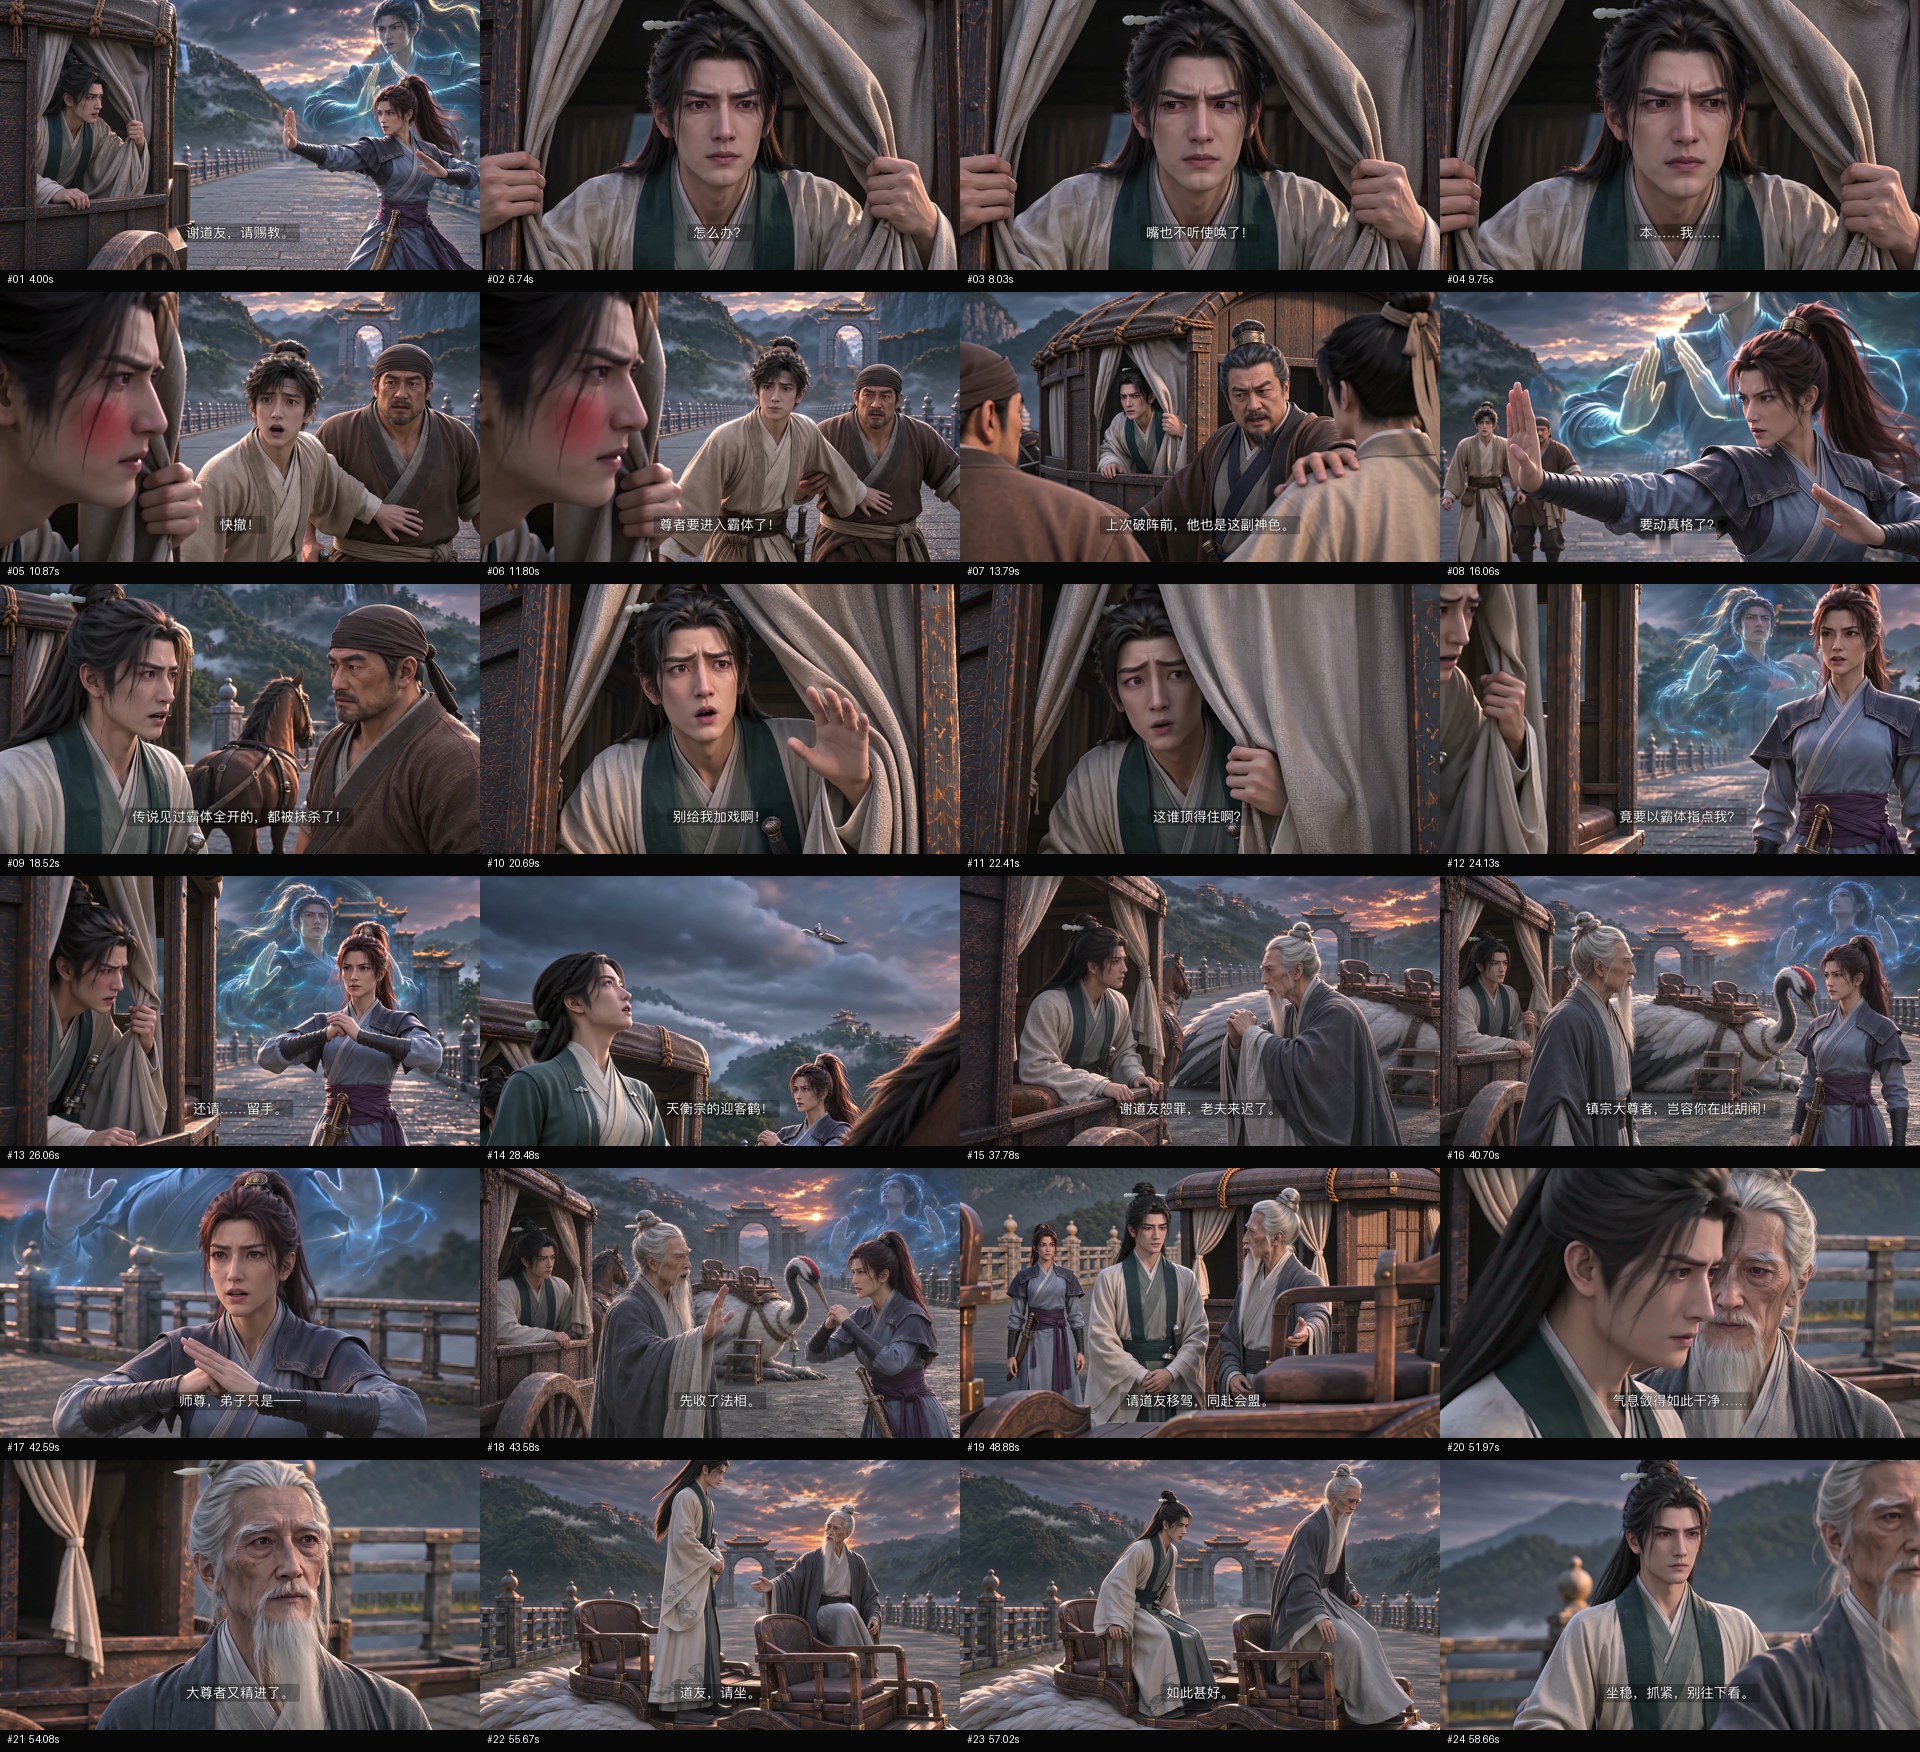 谢道友，请赐教。
#01 4.00s
怎么办？
#02 6.74s
嘴也不听使唤了！
#03 8.03s
本……我……
#04 9.75s
快撤！
#05 10.87s
尊者要进入霸体了！
#06 11.80s
上次破阵前，他也是这副神色。
#07 13.79s
要动真格了？
#08 16.06s
传说见过霸体全开的，都被抹杀了！
#09 18.52s
别给我加戏啊！
#10 20.69s
这谁顶得住啊？
#11 22.41s
竟要以霸体指点我？
#12 24.13s
还请……留手。
#13 26.06s
天衡宗的迎客鹤！
#14 28.48s
谢道友恕罪，老夫来迟了。
#15 37.78s
镇宗大尊者，岂容你在此胡闹！
#16 40.70s
师尊，弟子只是——
#17 42.59s
先收了法相。
#18 43.58s
请道友移驾，同赴会盟。
#19 48.88s
气息敛得如此干净……
#20 51.97s
大尊者又精进了。
#21 54.08s
道友，请坐。
#22 55.67s
如此甚好。
#23 57.02s
坐稳，抓紧，别往下看。
#24 58.66s